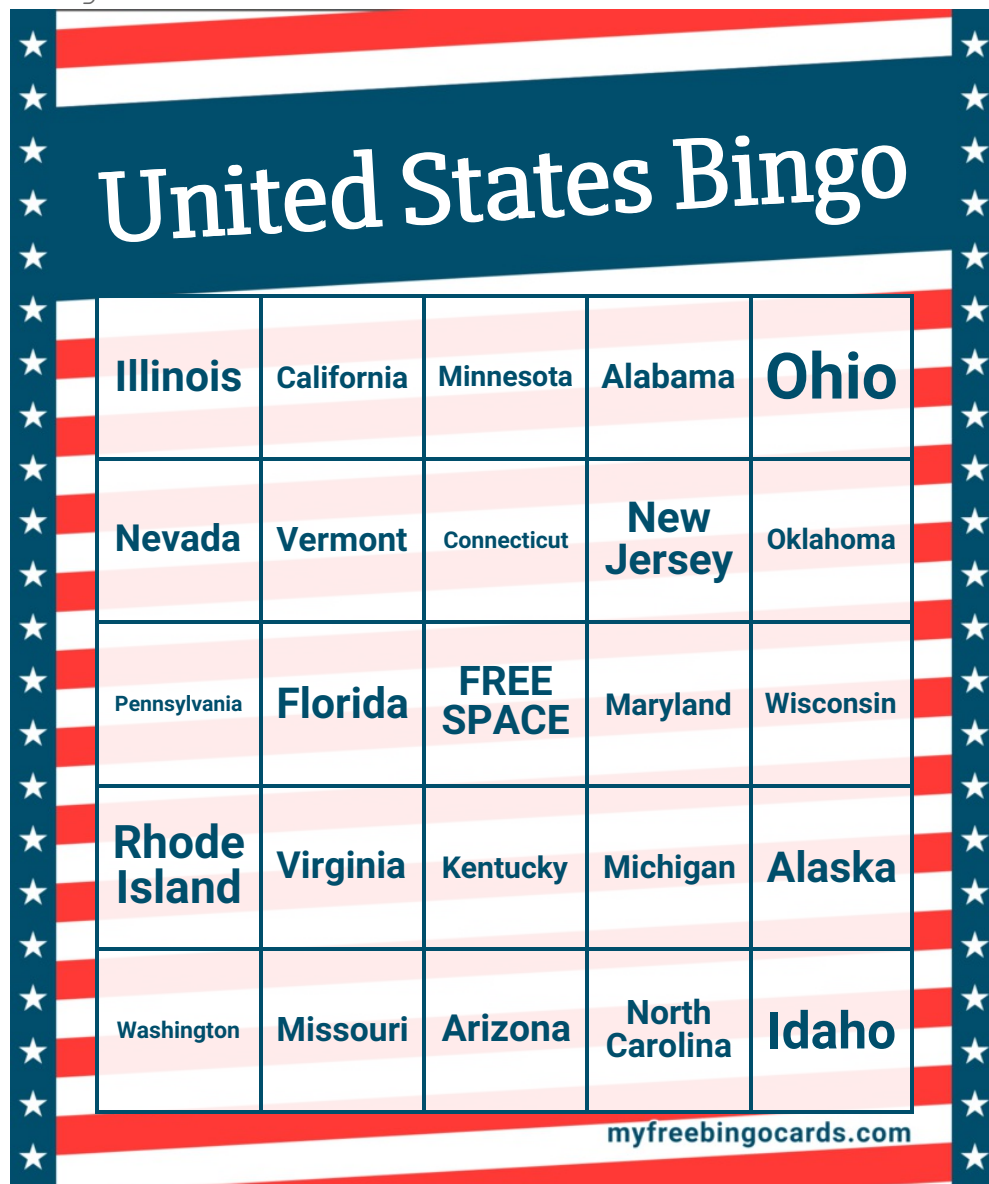 United States Bingo
Illinois California Minnesota Alabama Ohio
Nevada Vermont Connecticut New Jersey Oklahoma
Pennsylvania Florida FREE SPACE Maryland Wisconsin
Rhode Island Virginia Kentucky Michigan Alaska
Washington Missouri Arizona North Carolina Idaho
myfreebingocards.com